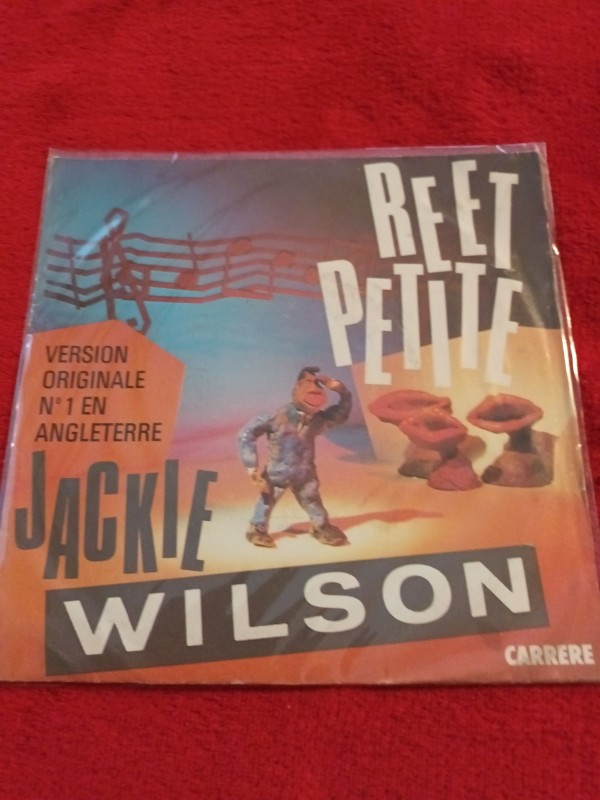 REET
PETITE
VERSION
ORIGINALE
N° 1 EN
ANGLETERRE
JACKIE
WILSON
CARRERE